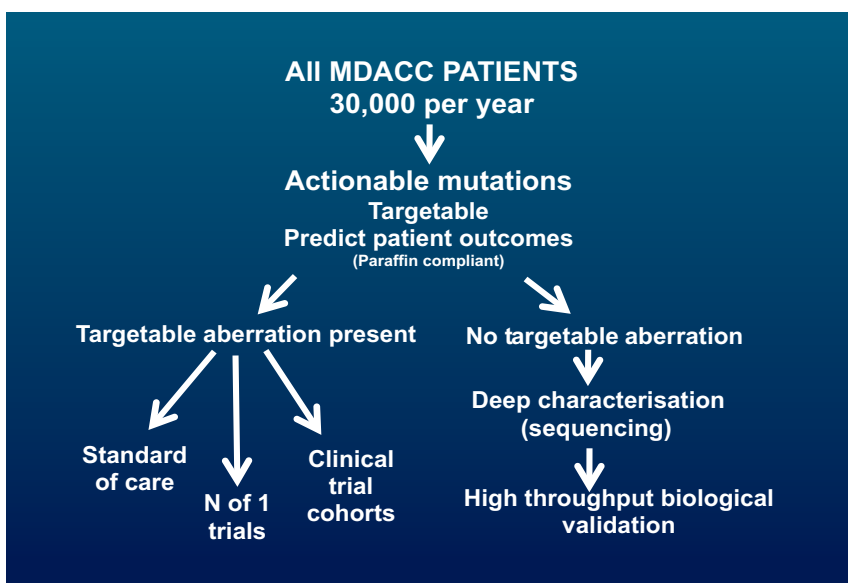 All MDACC PATIENTS
30,000 per year
Actionable mutations
Targetable
Predict patient outcomes
(Paraffin compliant)
Targetable aberration present
Standard
of care
N of 1
trials
Clinical
trial
cohorts
No targetable aberration
Deep characterisation
(sequencing)
High throughput biological
validation